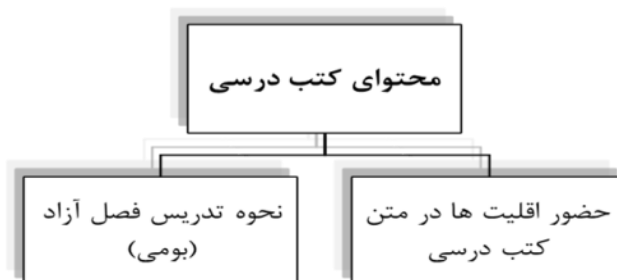 محتوای کتب درسی
حضور اقلیت ها در متن
کتب درسی
نحوه تدریس فصل آزاد
(بومی)